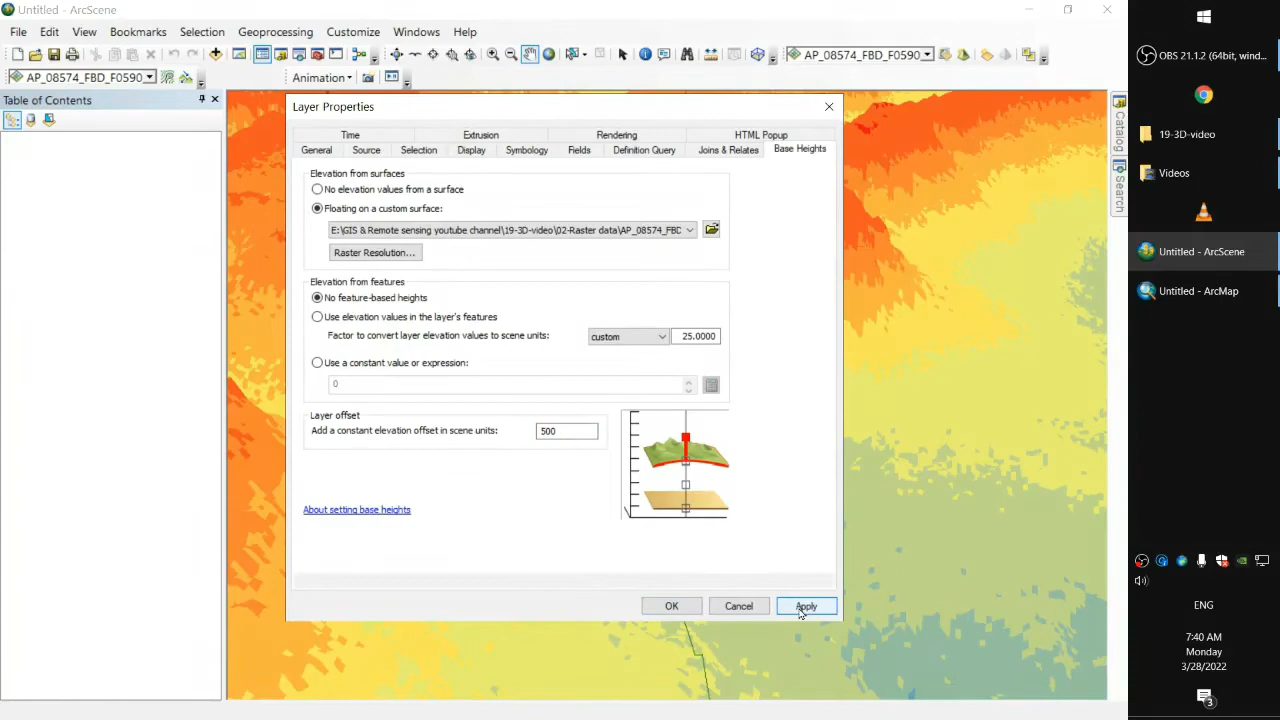 Untitled - ArcScene
File Edit View Bookmarks Selection Geoprocessing Customize Windows Help
AP_08574_FBD_F0590
AP_08574_FBD_F0590 Animation
Table of Contents
Layer Properties
Time Extrusion Rendering HTML Popup
General Source Selection Display Symbology Fields Definition Query Joins & Relates Base Heights
Elevation from surfaces
No elevation values from a surface
Floating on a custom surface:
E:\GIS & Remote sensing youtube channel\19-3D-video\02-Raster data\AP_08574_FBD
Raster Resolution...
Elevation from features
No feature-based heights
Use elevation values in the layer's features
Factor to convert layer elevation values to scene units: custom 25.0000
Use a constant value or expression:
0
Layer offset
Add a constant elevation offset in scene units: 500
About setting base heights
OK Cancel Apply
Catalog
Search
OBS 21.1.2 (64bit, wind...
19-3D-video
Videos
Untitled - ArcScene
Untitled - ArcMap
ENG
7:40 AM
Monday
3/28/2022
3